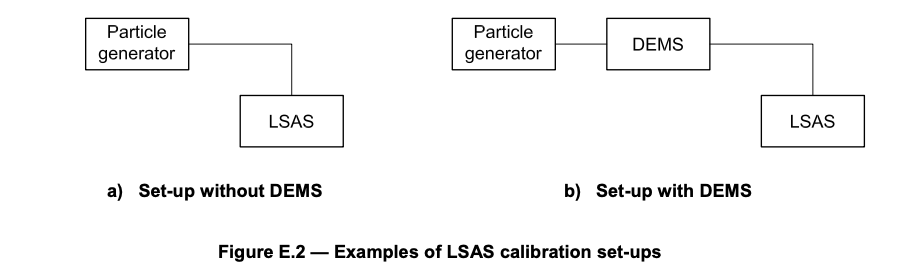 Particle
generator
LSAS
a) Set-up without DEMS
Particle
generator
DEMS
LSAS
b) Set-up with DEMS
Figure E.2 — Examples of LSAS calibration set-ups